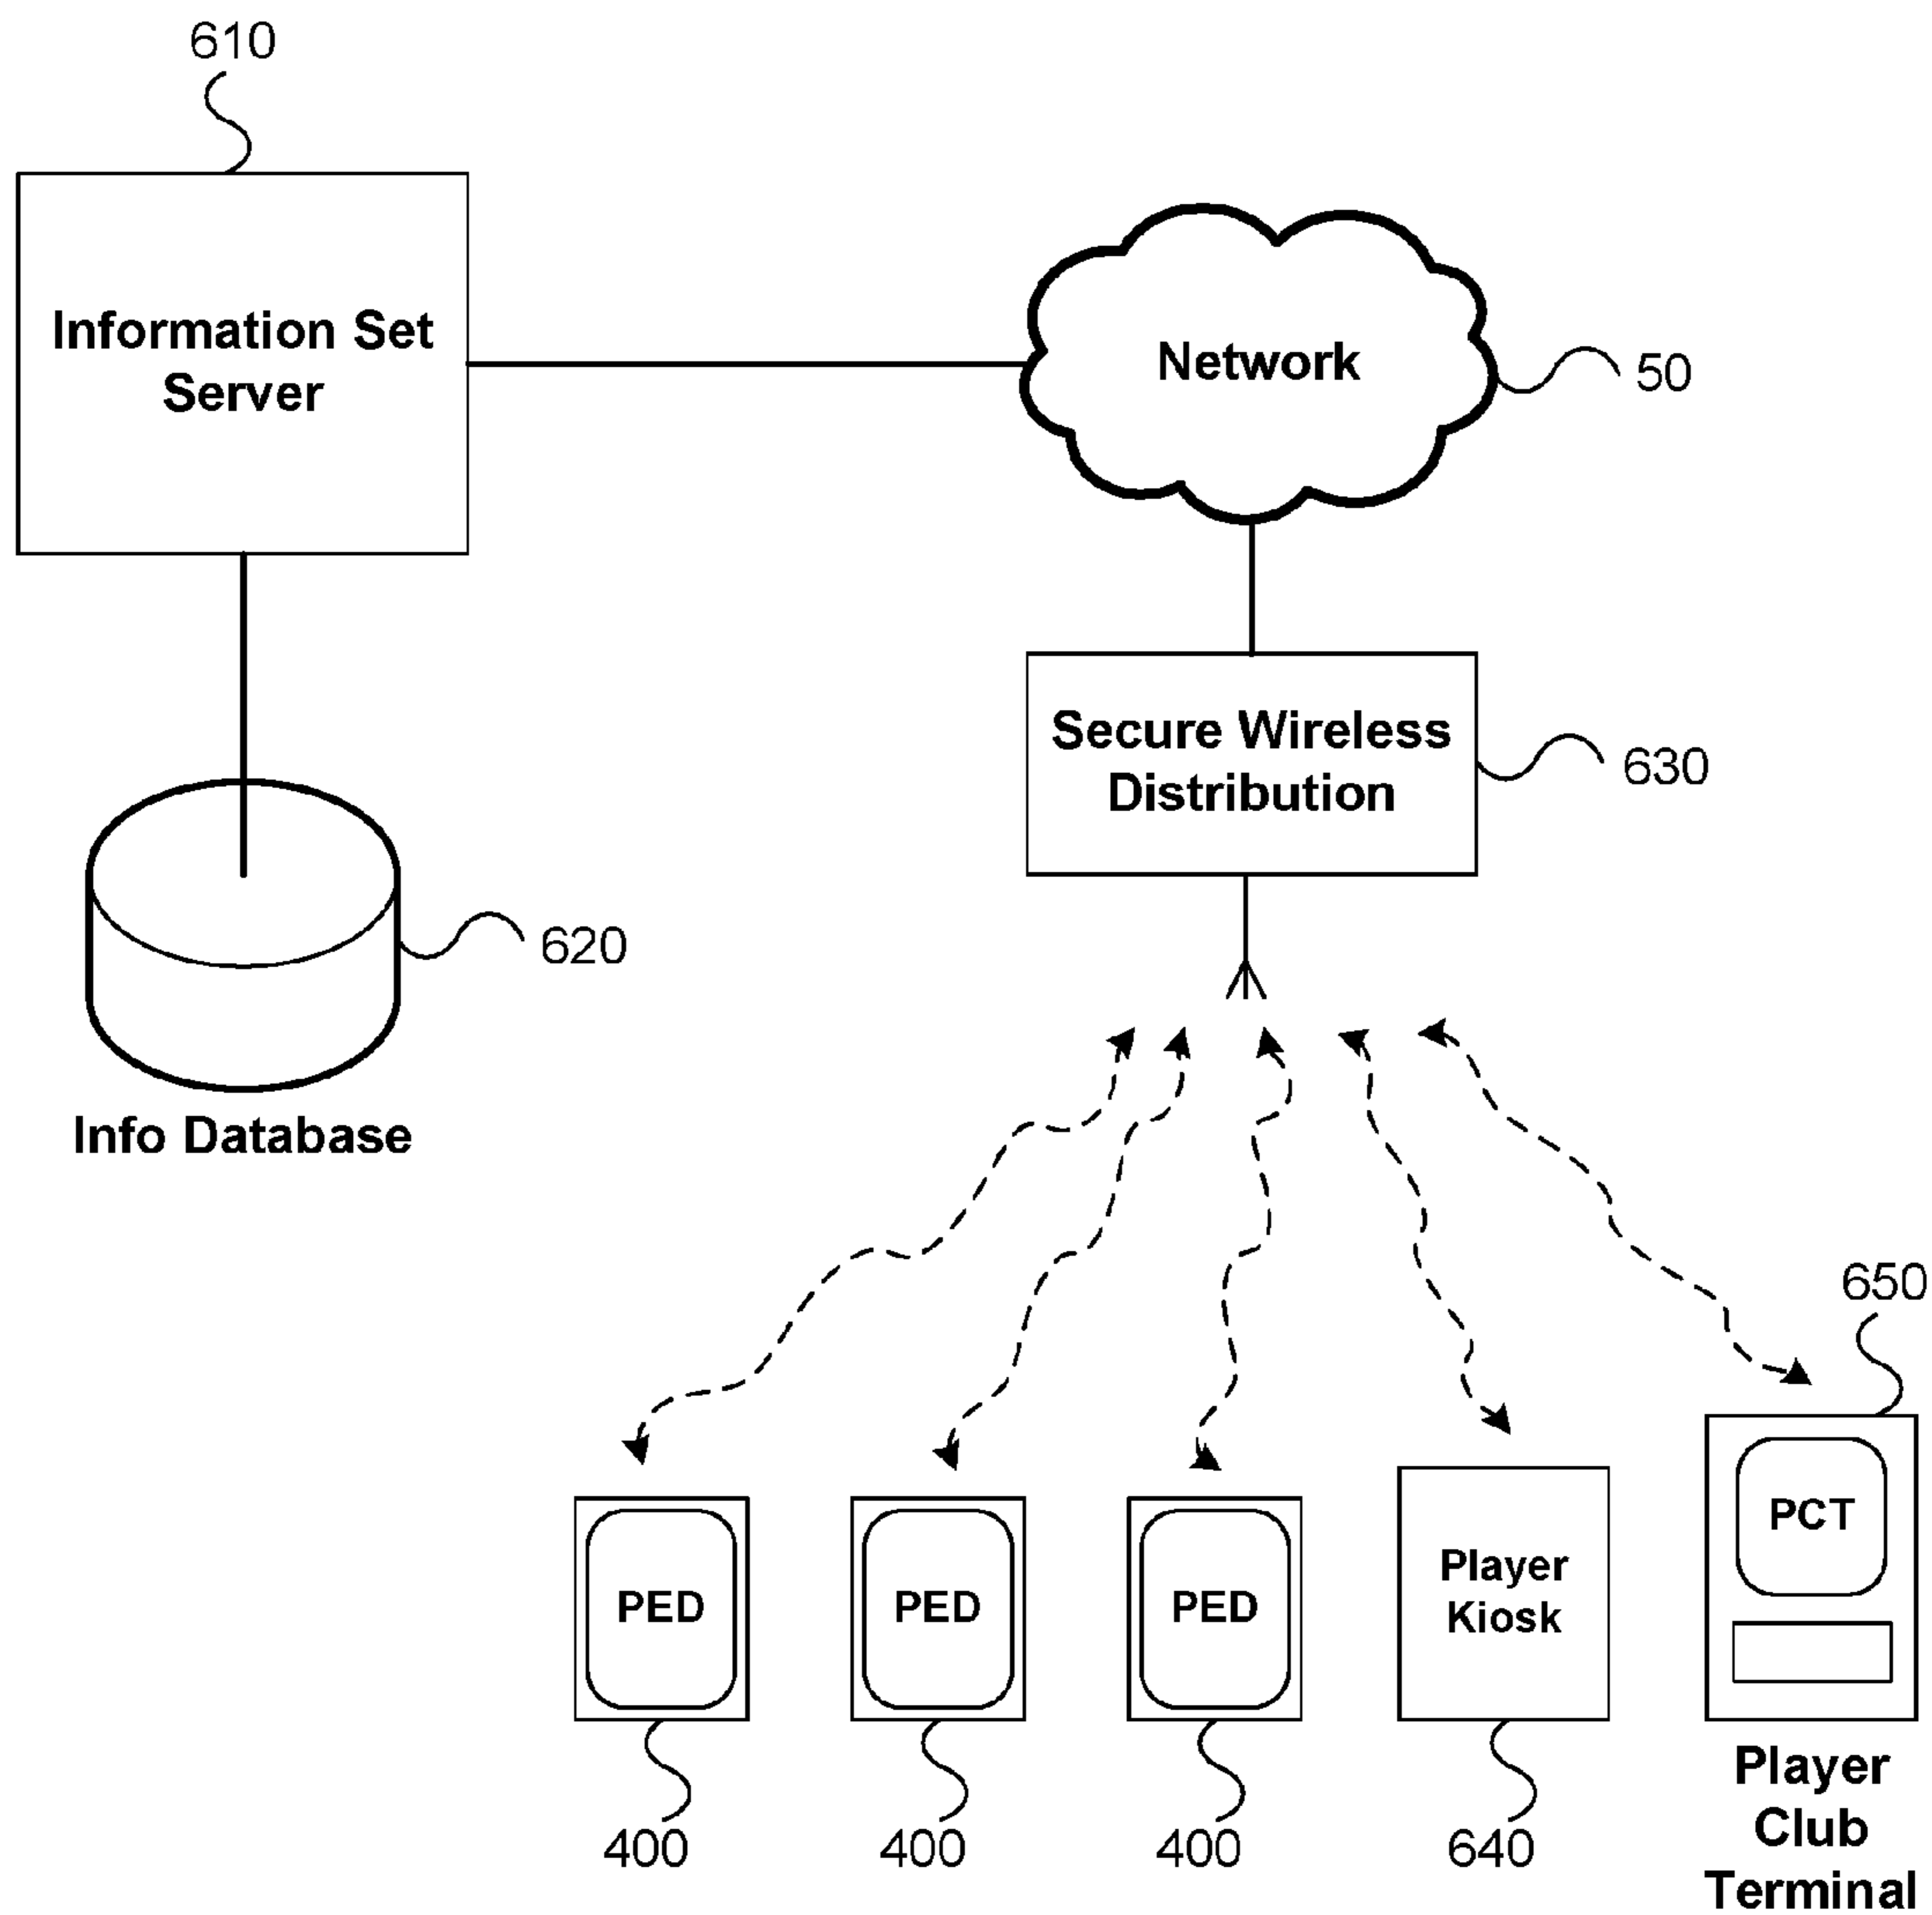 610
Information Set
Server
Network
50
Secure Wireless
Distribution
630
620
Info Database
650
PCT
PED
PED
PED
Player
Kiosk
400
400
400
640
Player
Club
Terminal